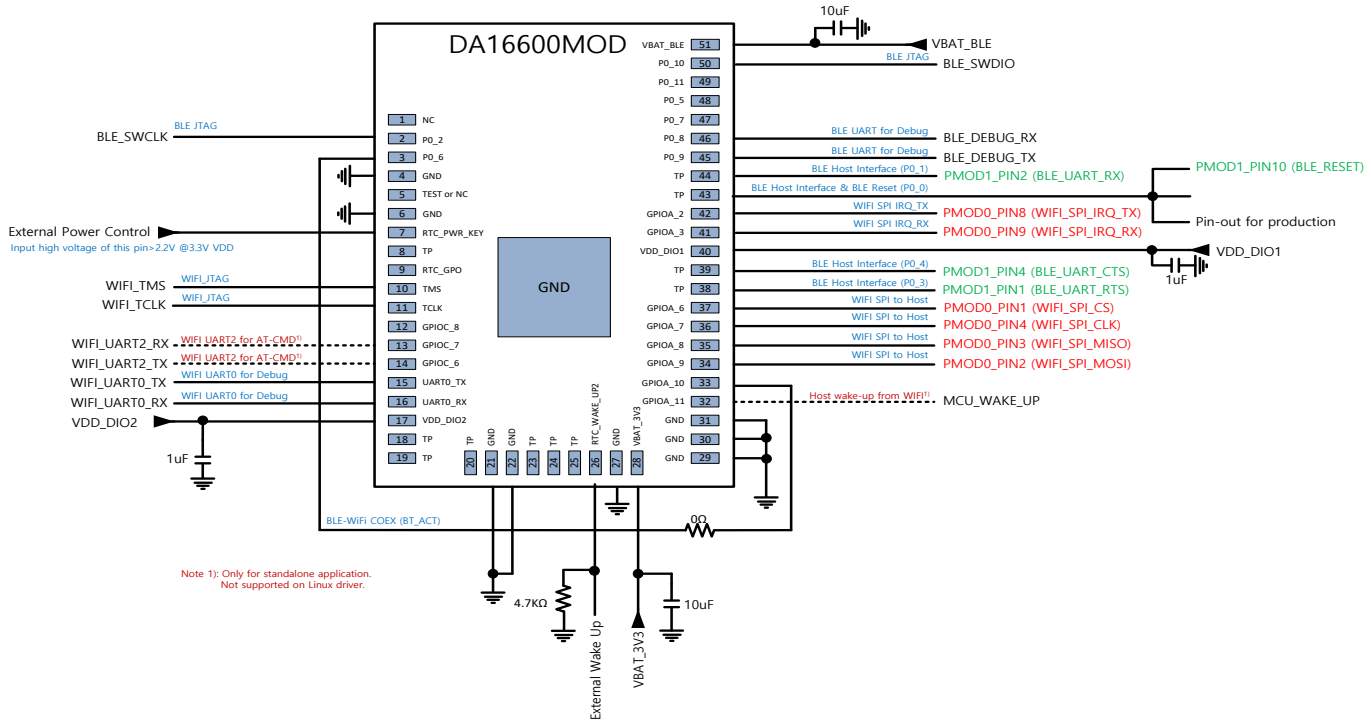 DA16600MOD
10uF
VBAT_BLE 51 VBAT_BLE
P0_10 50 BLE JTAG BLE_SWDIO
P0_11 49
P0_5 48
1 NC
P0_7 47
BLE_SWCLK BLE JTAG 2 P0_2
P0_8 46 BLE UART for Debug BLE_DEBUG_RX
3 P0_6
P0_9 45 BLE UART for Debug BLE_DEBUG_TX
4 GND
TP 44 BLE Host Interface (P0_1) PMOD1_PIN2 (BLE_UART_RX)
PMOD1_PIN10 (BLE_RESET)
5 TEST or NC
TP 43 BLE Host Interface & BLE Reset (P0_0)
6 GND
GPIOA_2 42 WIFI SPI IRQ_TX PMOD0_PIN8 (WIFI_SPI_IRQ_TX)
Pin-out for production
External Power Control 7 RTC_PWR_KEY
GPIOA_3 41 WIFI SPI IRQ_RX PMOD0_PIN9 (WIFI_SPI_IRQ_RX)
Input high voltage of this pin>2.2V @3.3V VDD
8 TP
VDD_DIO1 40 VDD_DIO1
1uF
9 RTC_GPO
TP 39 BLE Host Interface (P0_4) PMOD1_PIN4 (BLE_UART_CTS)
WIFI_TMS WIFI_JTAG 10 TMS
TP 38 BLE Host Interface (P0_3) PMOD1_PIN1 (BLE_UART_RTS)
GND
WIFI_TCLK WIFI_JTAG 11 TCLK
GPIOA_6 37 WIFI SPI to Host PMOD0_PIN1 (WIFI_SPI_CS)
12 GPIOC_8
GPIOA_7 36 WIFI SPI to Host PMOD0_PIN4 (WIFI_SPI_CLK)
WIFI_UART2_RX WIFI UART2 for AT-CMD¹⁾ 13 GPIOC_7
GPIOA_8 35 WIFI SPI to Host PMOD0_PIN3 (WIFI_SPI_MISO)
WIFI_UART2_TX WIFI UART2 for AT-CMD¹⁾ 14 GPIOC_6
GPIOA_9 34 WIFI SPI to Host PMOD0_PIN2 (WIFI_SPI_MOSI)
WIFI_UART0_TX WIFI UART0 for Debug 15 UART0_TX
GPIOA_10 33
WIFI_UART0_RX WIFI UART0 for Debug 16 UART0_RX
GPIOA_11 32 Host wake-up from WIFI¹⁾ MCU_WAKE_UP
VDD_DIO2 17 VDD_DIO2
GND 31
18 TP
GND 30
1uF
19 TP
GND 29
TP 20
GND 21
GND 22
TP 23
TP 24
TP 25
RTC_WAKE_UP2 26
GND 27
VBAT_3V3 28
BLE-WiFi COEX (BT_ACT)
0Ω
Note 1): Only for standalone application.
Not supported on Linux driver.
4.7KΩ
10uF
External Wake Up
VBAT_3V3